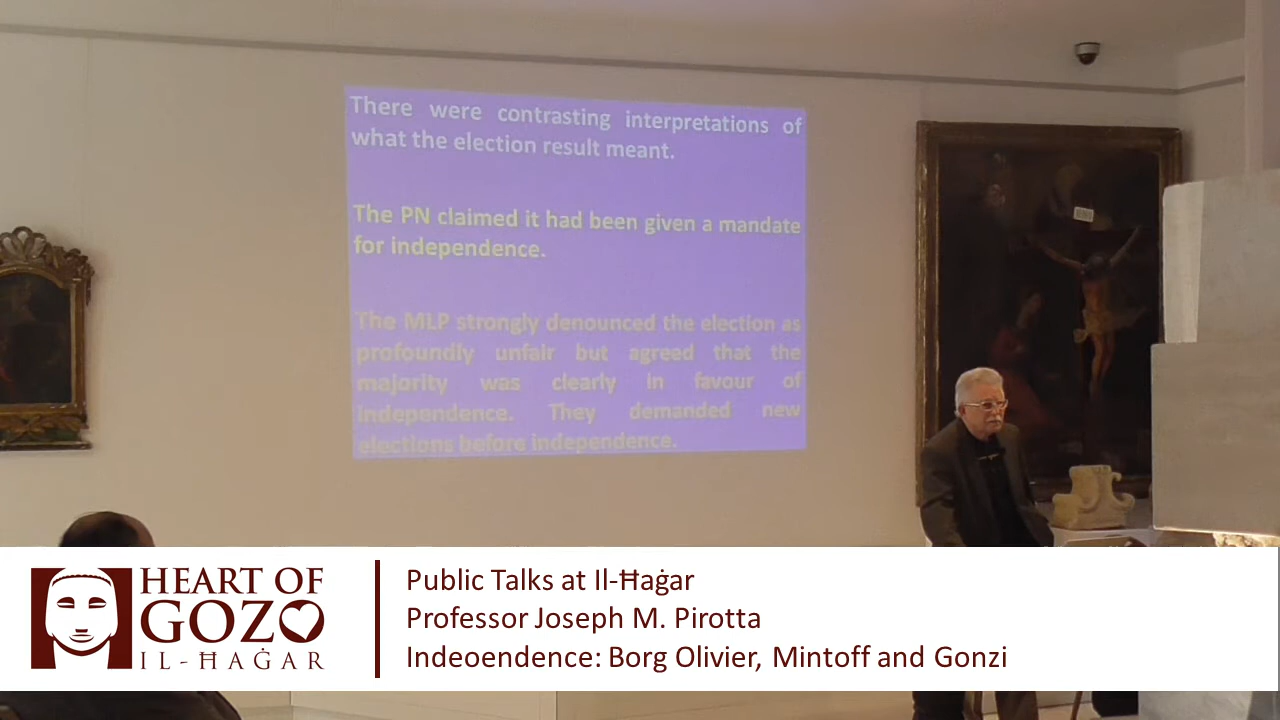 There were contrasting interpretations of
what the election result meant.
The PN claimed it had been given a mandate
for independence.
The MLP strongly denounced the election as
profoundly unfair but agreed that the
majority was clearly in favour of
independence. They demanded new
elections before independence.
HEART OF
GOZO
IL-ĦAĠAR
Public Talks at Il-Ħaġar
Professor Joseph M. Pirotta
Indeoendence: Borg Olivier, Mintoff and Gonzi